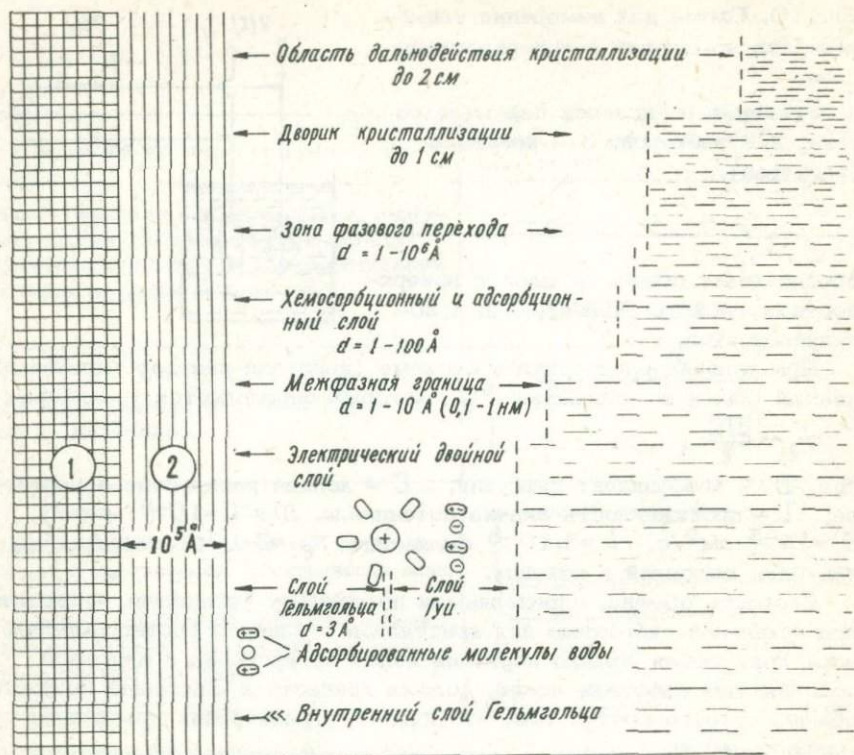 Область дальнодействия кристаллизации
до 2 см
Дворик кристаллизации
до 1 см
Зона фазового перехода
d = 1 - 10⁶Å
Хемосорбционный и адсорбцион-
ный слой
d = 1 - 100 Å
Межфазная граница
d = 1 - 10 Å (0,1 - 1 нм)
Электрический двойной
слой
1
2
10⁵Å
Слой
Гельмгольца
d = 3 Å
Слой
Гуи
Адсорбированные молекулы воды
<<< Внутренний слой Гельмгольца